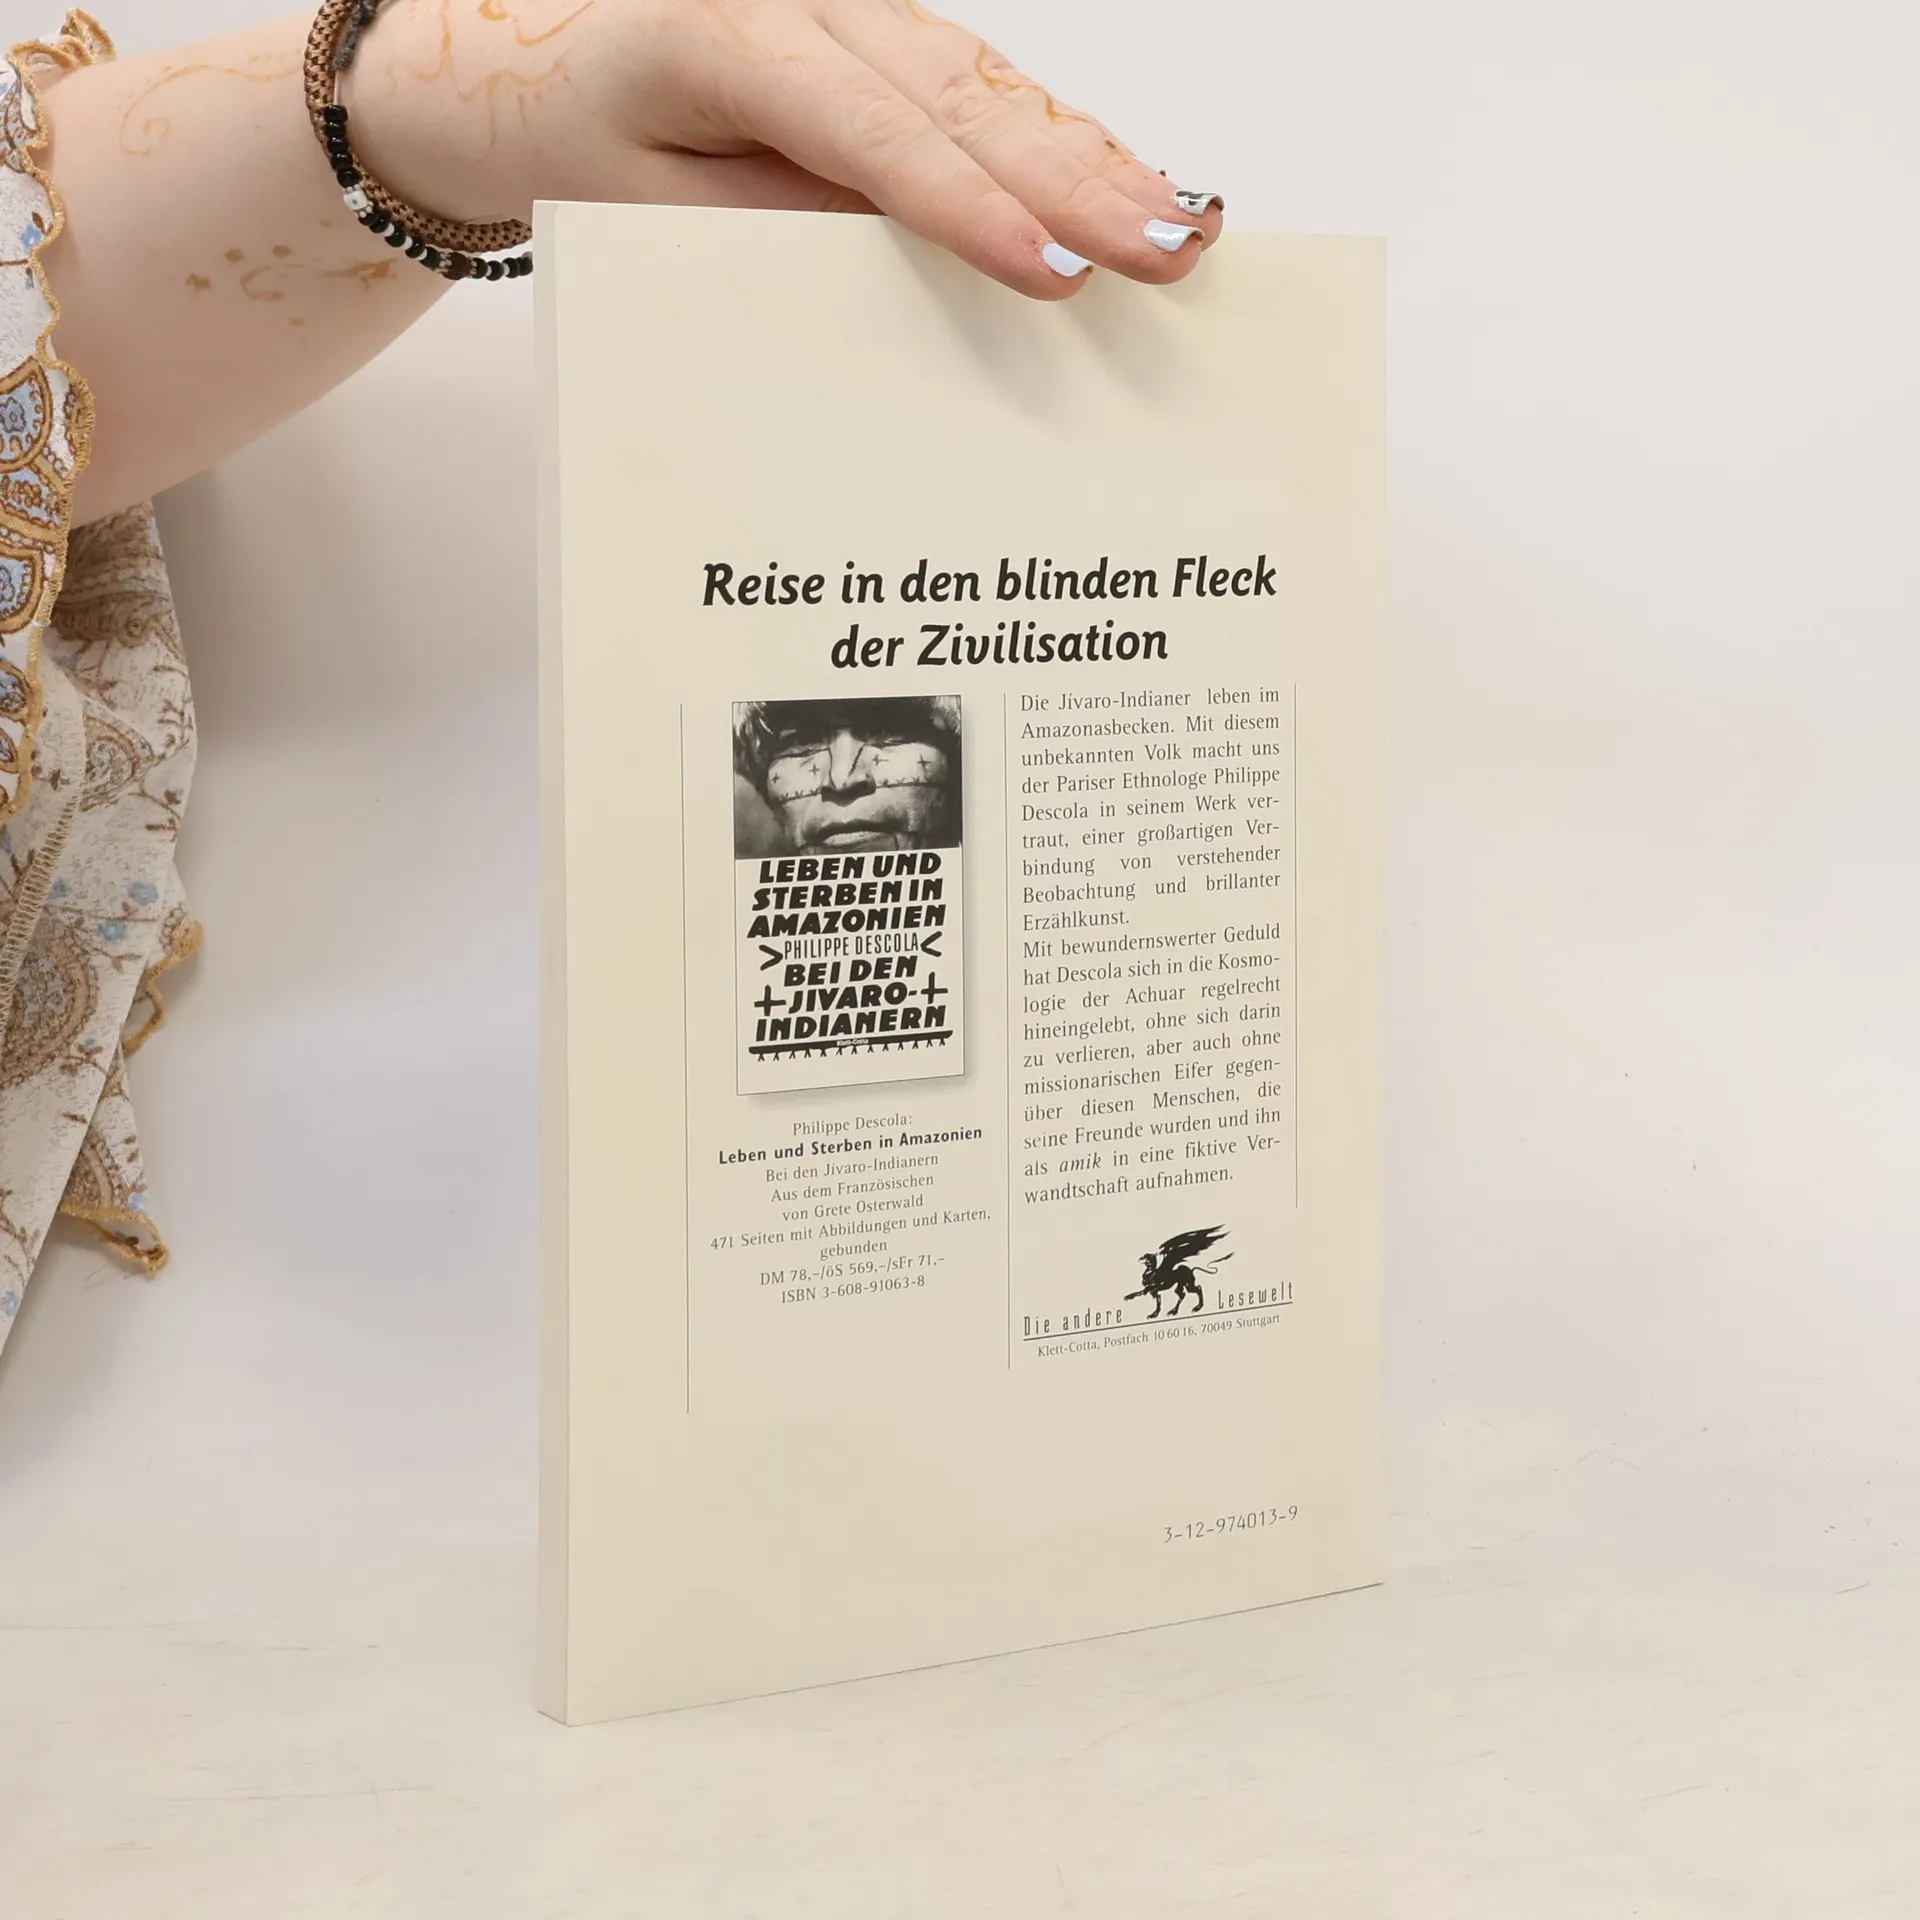 Reise in den blinden Fleck
der Zivilisation
LEBEN UND
STERBEN IN
AMAZONIEN
>PHILIPPE DESCOLA<
BEI DEN
+JIVARO-+
INDIANERN
Klett-Cotta
Philippe Descola:
Leben und Sterben in Amazonien
Bei den Jívaro-Indianern
Aus dem Französischen
von Grete Osterwald
471 Seiten mit Abbildungen und Karten,
gebunden
DM 78,–/öS 569,–/sFr 71,–
ISBN 3-608-91063-8
Die Jívaro-Indianer leben im
Amazonasbecken. Mit diesem
unbekannten Volk macht uns
der Pariser Ethnologe Philippe
Descola in seinem Werk ver-
traut, einer großartigen Ver-
bindung von verstehender
Beobachtung und brillanter
Erzählkunst.
Mit bewundernswerter Geduld
hat Descola sich in die Kosmo-
logie der Achuar regelrecht
hineingelebt, ohne sich darin
zu verlieren, aber auch ohne
missionarischen Eifer gegen-
über diesen Menschen, die
seine Freunde wurden und ihn
als amik in eine fiktive Ver-
wandtschaft aufnahmen.
Die andere Lesewelt
Klett-Cotta, Postfach 10 60 16, 70049 Stuttgart
3-12-974013-9